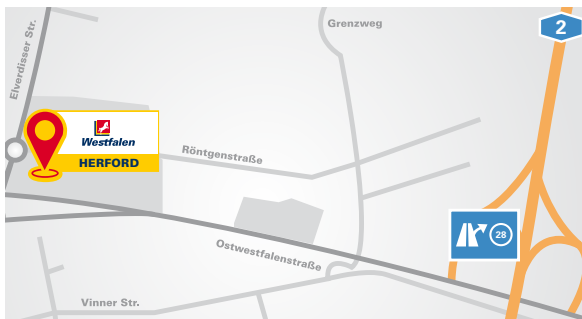 Grenzweg
2
Elverdisser Str.
Westfalen
HERFORD
Röntgenstraße
28
Ostwestfalenstraße
Vinner Str.